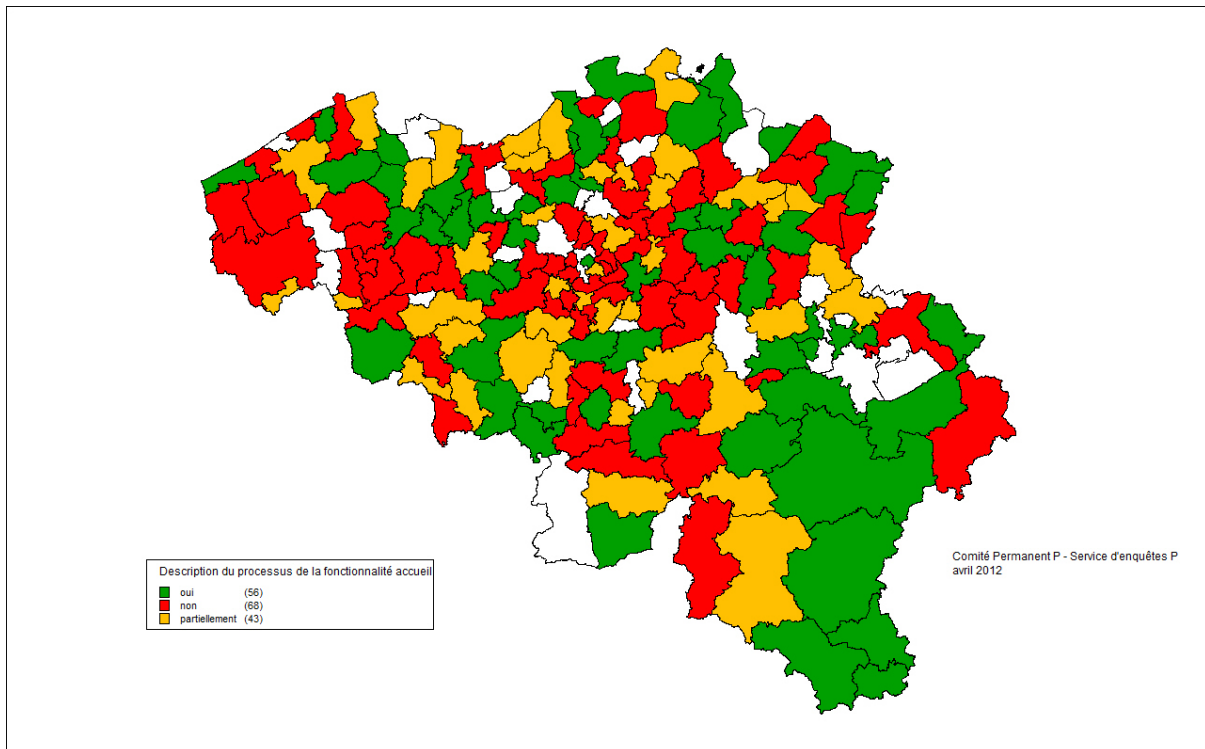 Description du processus de la fonctionnalité accueil
oui (56)
non (68)
partiellement (43)
Comité Permanent P - Service d'enquêtes P
avril 2012